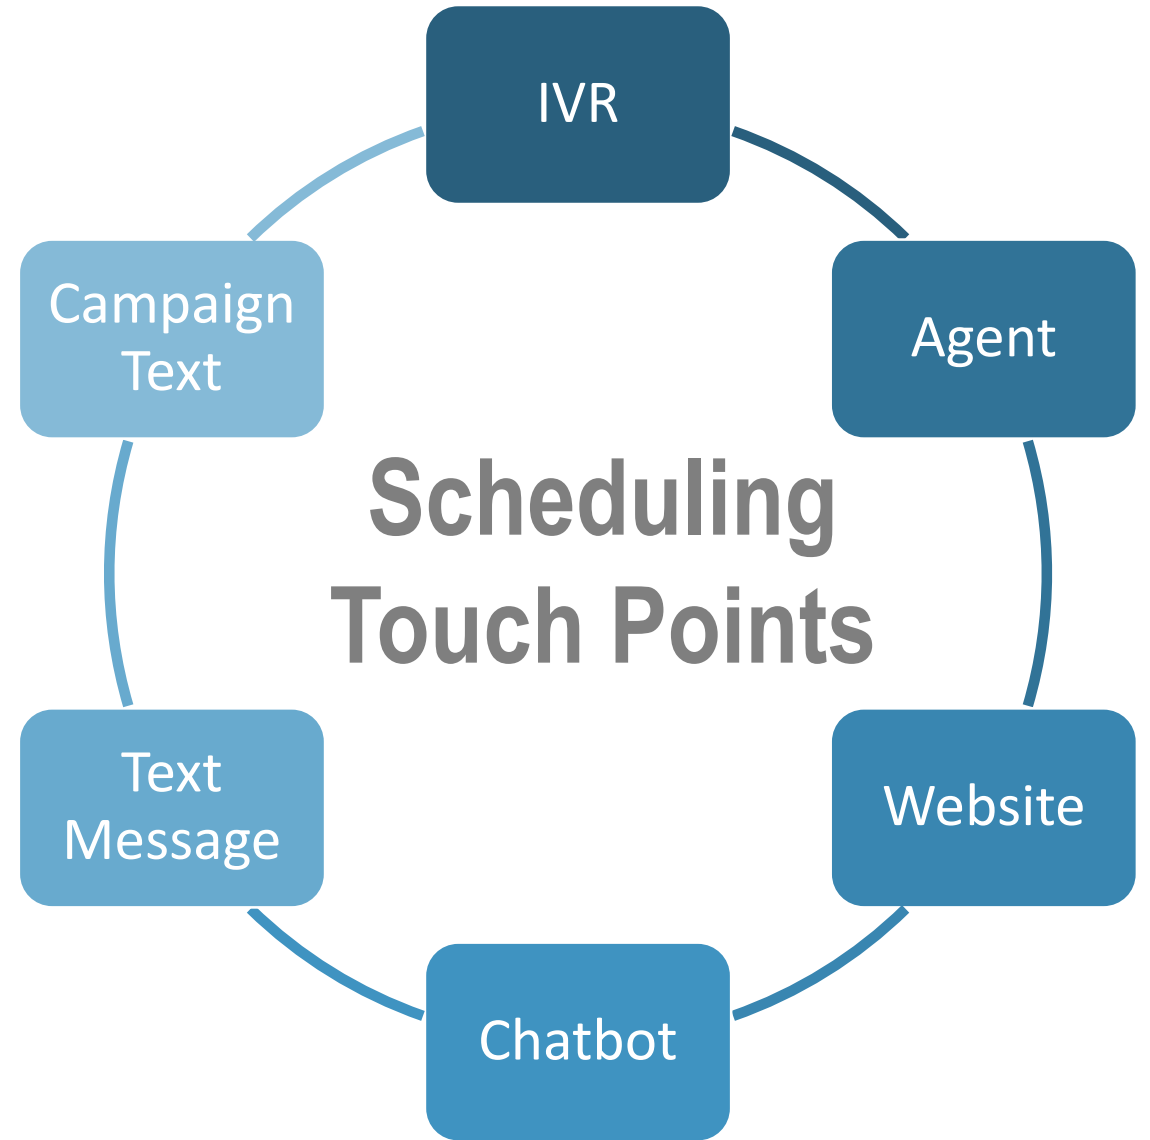 IVR
Agent
Website
Chatbot
Text
Message
Campaign
Text
Scheduling
Touch Points